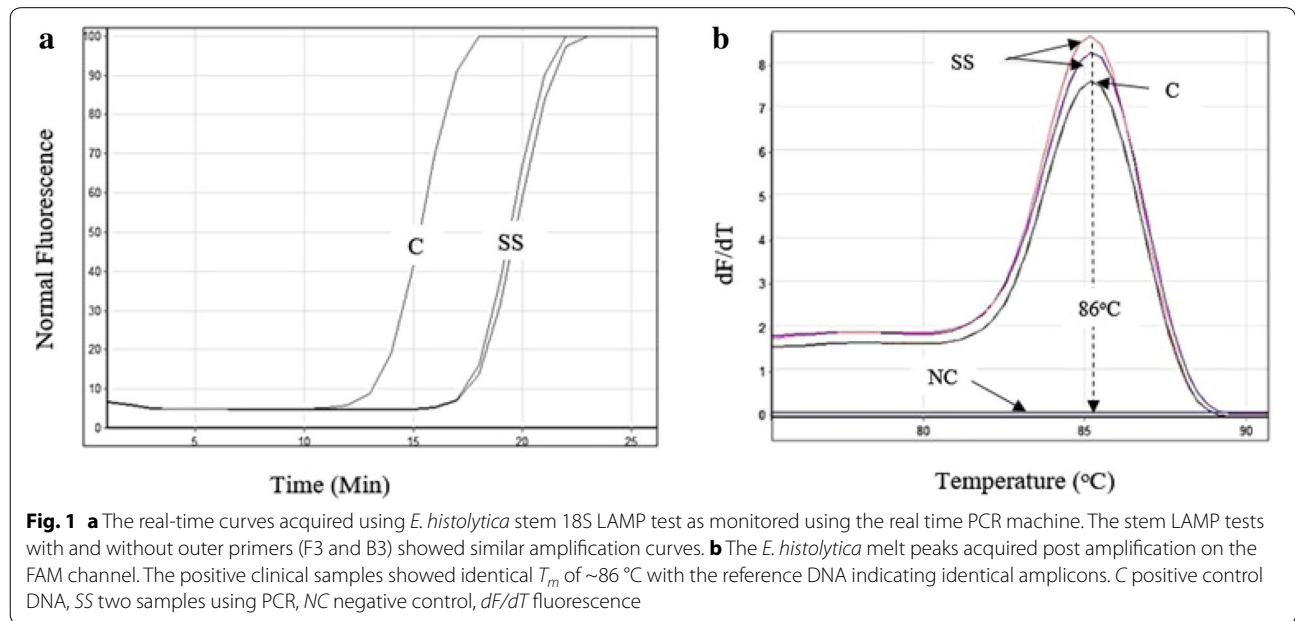 a
Normal Fluorescence
100
90
80
70
60
50
40
30
20
10
0
C
SS
5
10
15
20
25
Time (Min)
b
dF/dT
8
7
6
5
4
3
2
1
0
SS
C
86°C
NC
80
85
90
Temperature (°C)
Fig. 1 a The real-time curves acquired using E. histolytica stem 18S LAMP test as monitored using the real time PCR machine. The stem LAMP tests
with and without outer primers (F3 and B3) showed similar amplification curves. b The E. histolytica melt peaks acquired post amplification on the
FAM channel. The positive clinical samples showed identical Tm of ~86 °C with the reference DNA indicating identical amplicons. C positive control
DNA, SS two samples using PCR, NC negative control, dF/dT fluorescence